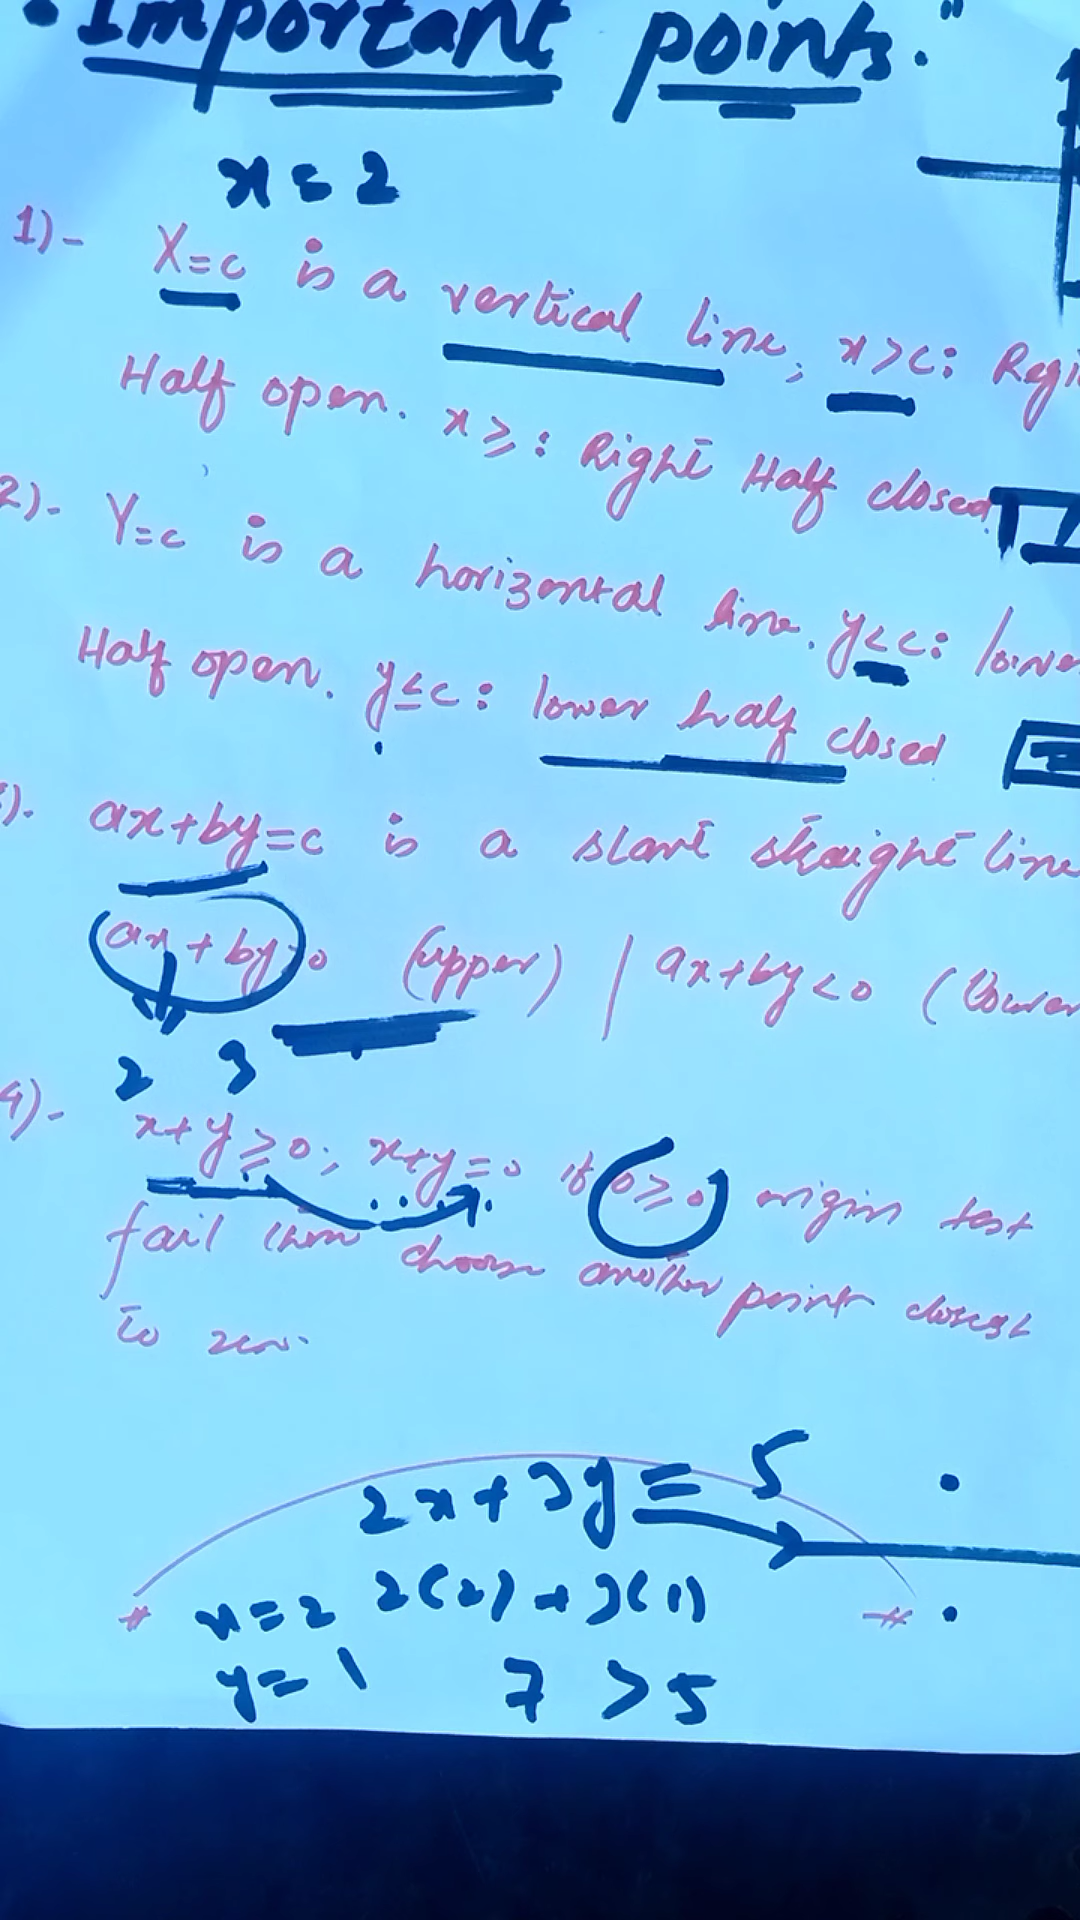 "Important points."
x = 2
1)- X=c is a vertical line, x>c: Regi
Half open. x≥: Right Half closed.
2)- Y=c is a horizontal line. y<c: lower
Half open. y≤c: lower half closed
). ax+by=c is a slant straight line
ax+by>0 (upper) | ax+by<0 (lower
2 3
4)- x+y≥0; x+y=0 if 0≥0 origin test
fail then choose another point closest
to zero.
2x+3y=5
x=2 2(2)+3(1)
y=1 7 >5